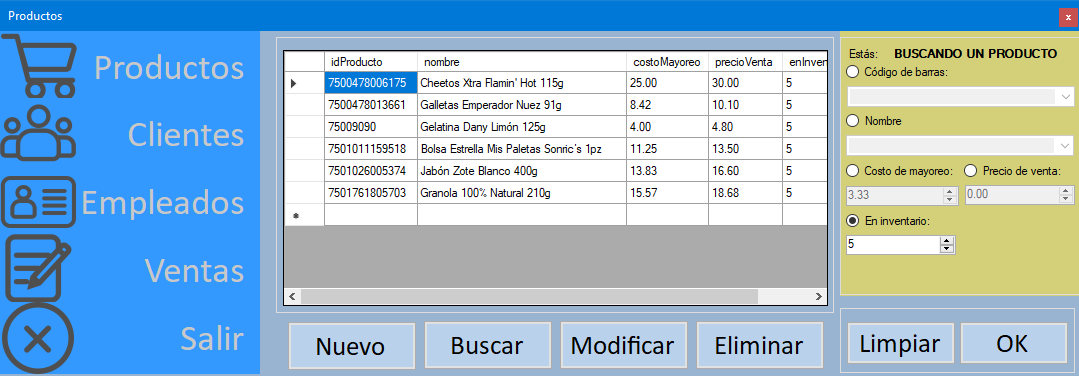 Productos
x
Productos
Clientes
Empleados
Ventas
Salir
idProducto nombre costoMayoreo precioVenta enInven
7500478006175 Cheetos Xtra Flamin' Hot 115g 25.00 30.00 5
7500478013661 Galletas Emperador Nuez 91g 8.42 10.10 5
75009090 Gelatina Dany Limón 125g 4.00 4.80 5
7501011159518 Bolsa Estrella Mis Paletas Sonric's 1pz 11.25 13.50 5
7501026005374 Jabón Zote Blanco 400g 13.83 16.60 5
7501761805703 Granola 100% Natural 210g 15.57 18.68 5
Nuevo
Buscar
Modificar
Eliminar
Estás: BUSCANDO UN PRODUCTO
Código de barras:
Nombre
Costo de mayoreo: Precio de venta:
3.33 0.00
En inventario:
5
Limpiar
OK